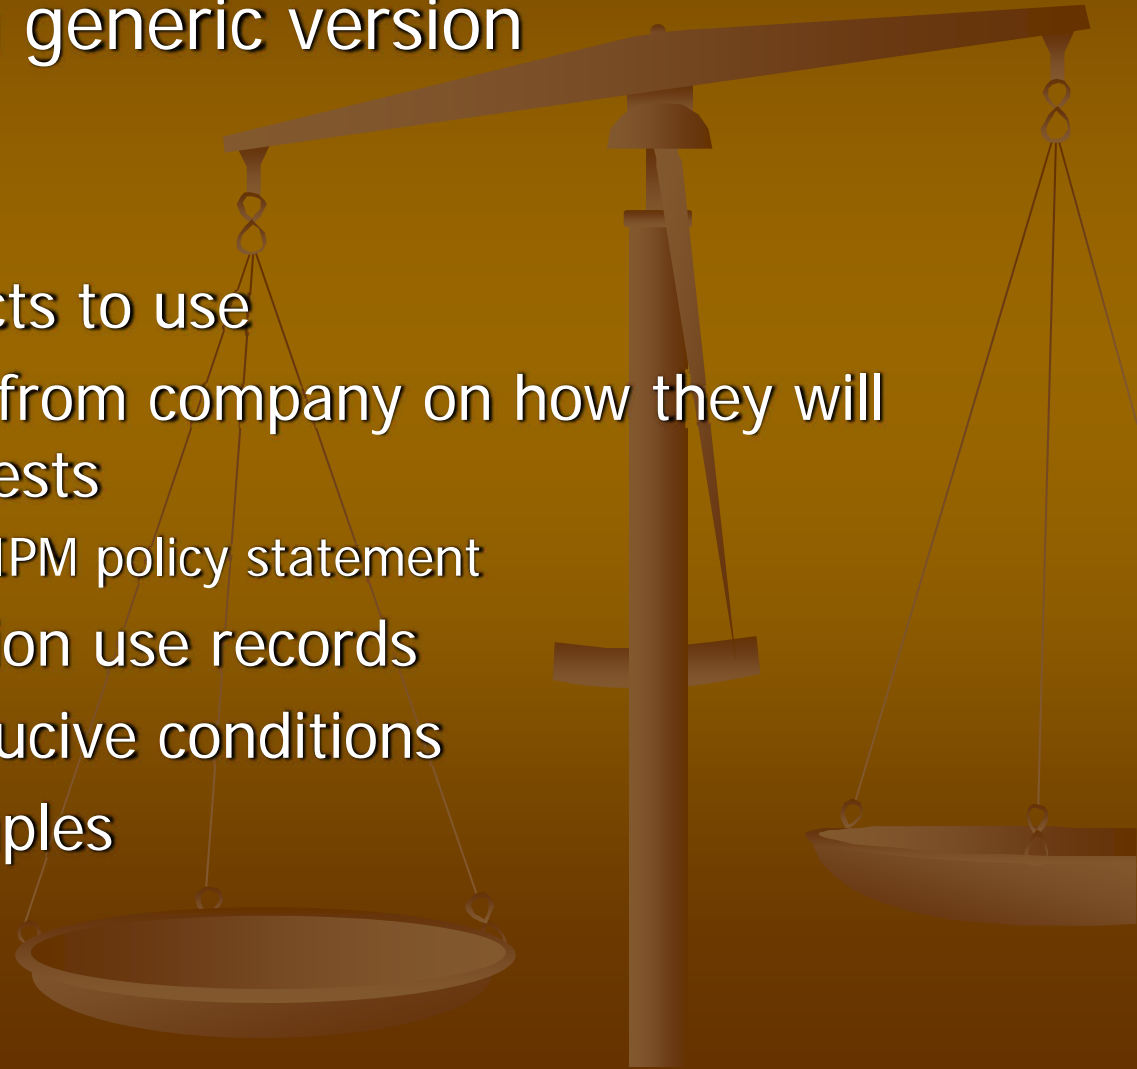 generic version
cts to use
from company on how they will
ests
IPM policy statement
ion use records
ucive conditions
ples